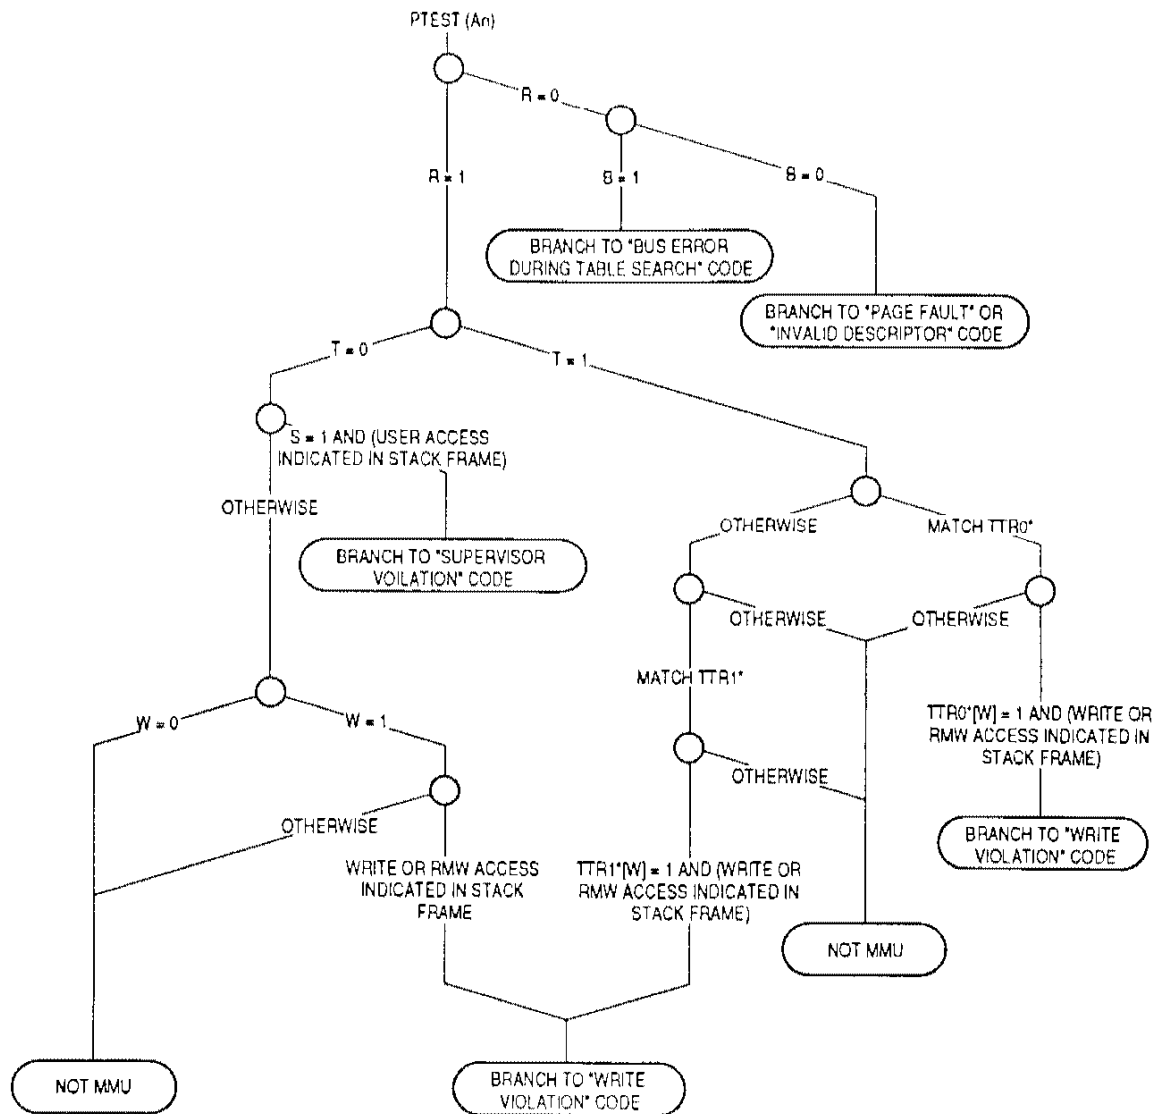 PTEST (An)
R = 0
R = 1
B = 1
B = 0
BRANCH TO "BUS ERROR
DURING TABLE SEARCH" CODE
BRANCH TO "PAGE FAULT" OR
"INVALID DESCRIPTOR" CODE
T = 0
T = 1
S = 1 AND (USER ACCESS
INDICATED IN STACK FRAME)
OTHERWISE
BRANCH TO "SUPERVISOR
VOILATION" CODE
OTHERWISE
MATCH TTR0*
OTHERWISE
OTHERWISE
MATCH TTR1*
W = 0
W = 1
TTR0*[W] = 1 AND (WRITE OR
RMW ACCESS INDICATED IN
STACK FRAME)
OTHERWISE
OTHERWISE
BRANCH TO "WRITE
VIOLATION" CODE
WRITE OR RMW ACCESS
INDICATED IN STACK
FRAME
TTR1*[W] = 1 AND (WRITE OR
RMW ACCESS INDICATED IN
STACK FRAME)
NOT MMU
NOT MMU
BRANCH TO "WRITE
VIOLATION" CODE